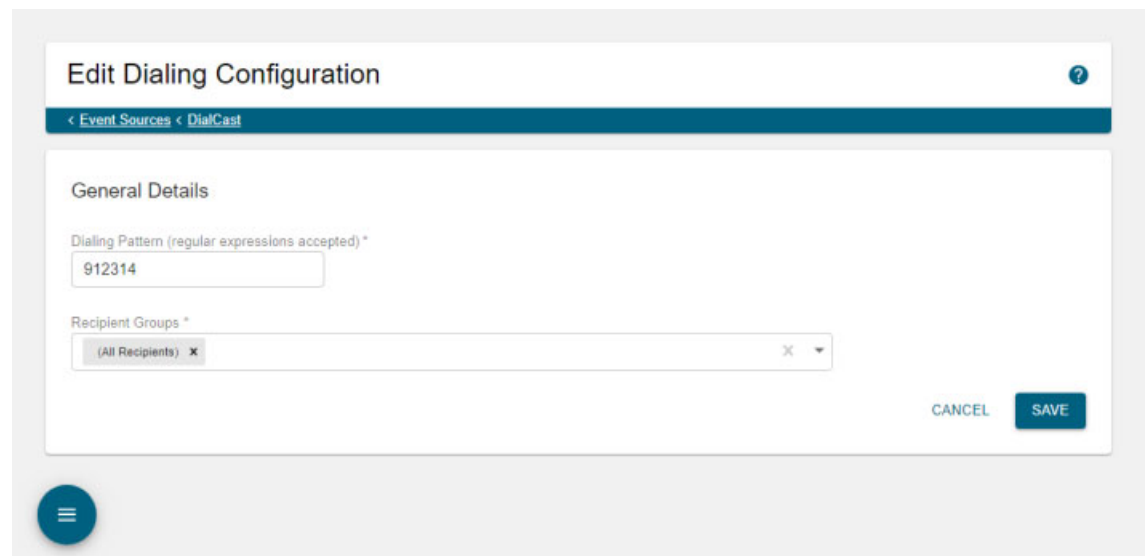 Edit Dialing Configuration
< Event Sources < DialCast
General Details
Dialing Pattern (regular expressions accepted) *
912314
Recipient Groups *
(All Recipients) x
CANCEL SAVE